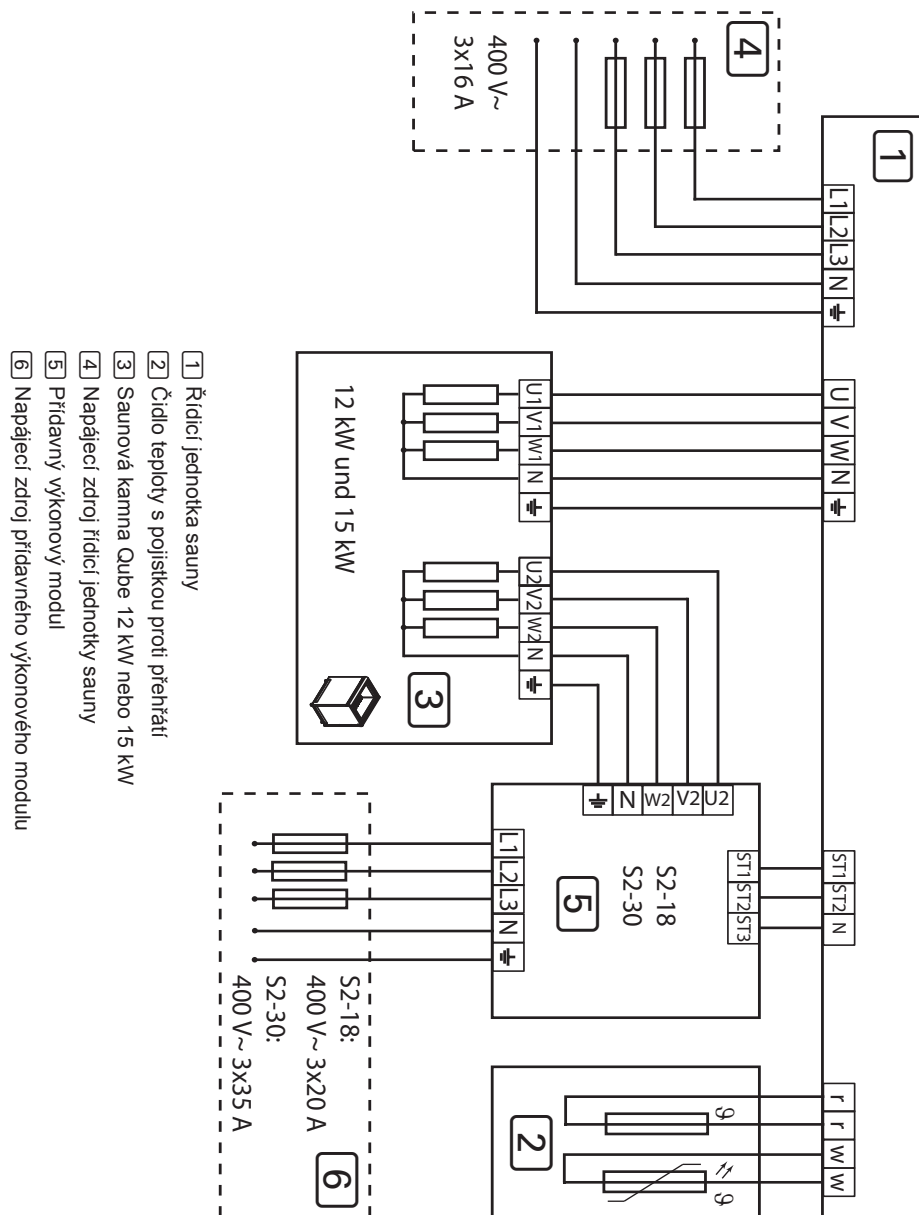 1
L1 L2 L3 N
U V W N
ST1 ST2 N
r r w w
4
400 V~
3x16 A
U1 V1 W1 N
U2 V2 W2 N
12 kW und 15 kW
3
U2 V2 W2 N
ST1 ST2 ST3
S2-18
S2-30
5
L1 L2 L3 N
ϑ
ϑ
2
S2-18:
400 V~ 3x20 A
S2-30:
400 V~ 3x35 A
6
1 Řídicí jednotka sauny
2 Čidlo teploty s pojistkou proti přehřátí
3 Saunová kamna Qube 12 kW nebo 15 kW
4 Napájecí zdroj řídicí jednotky sauny
5 Přídavný výkonový modul
6 Napájecí zdroj přídavného výkonového modulu